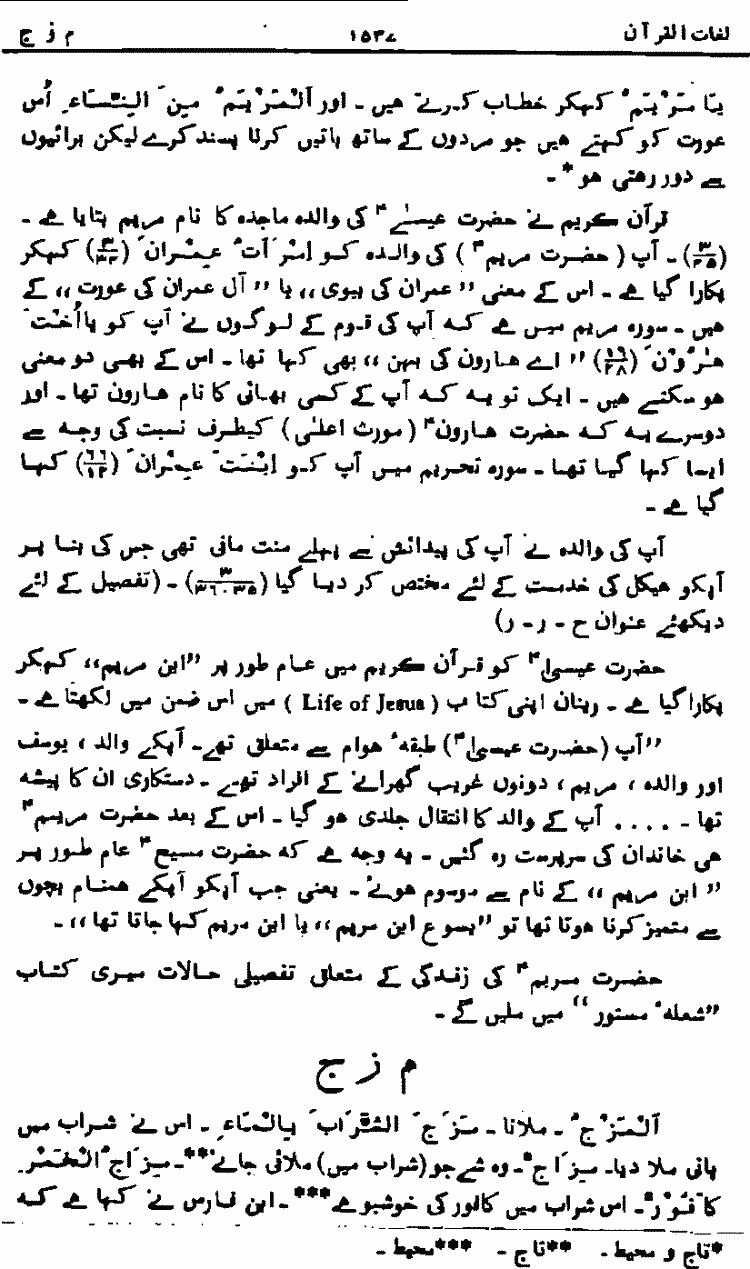 لغات القرآن ۱۵۳۷ م ز ج
یَا مَرْیَمُ کہکر خطاب کرتے ہیں ۔ اور اَلْمَرْیَمُ مِنَ النِّسَاءِ اُس
عورت کو کہتے ہیں جو مردوں کے ساتھ باتیں کرنا پسند کرے لیکن برائیوں
سے دور رہتی ہو* ۔
قرآن کریم نے حضرت عیسیٰ ؑ کی والدہ ماجدہ کا نام مریم بتایا ہے ۔
(۳/۳۵) ۔ آپ (حضرت مریم ؑ) کی والدہ کو اِمْرَاَتُ عِمْرَانَ (۳/۳۴) کہکر
پکارا گیا ہے ۔ اس کے معنی ”عمران کی بیوی،، یا ”آل عمران کی عورت،، کے
ہیں ۔ سورہ مریم میں ہے کہ آپ کی قوم کے لوگوں نے آپ کو یااُخْتَ
ھٰرُوْنَ (۱۹/۲۸) ”اے ہارون کی بہن،، بھی کہا تھا ۔ اس کے بھی دو معنی
ہو سکتے ہیں ۔ ایک تو یہ کہ آپ کے کسی بھائی کا نام ہارون تھا ۔ اور
دوسرے یہ کہ حضرت ہارون ؑ (مورث اعلیٰ) کیطرف نسبت کی وجہ سے
ایسا کہا گیا تھا ۔ سورہ تحریم میں آپ کو اِبْنَتَ عِمْرَانَ (۶۶/۱۲) کہا
گیا ہے ۔
آپ کی والدہ نے آپ کی پیدائش سے پہلے منت مانی تھی جس کی بنا پر
آپکو ہیکل کی خدمت کے لئے مختص کر دیا گیا (۳/۳۵-۳۶) ۔ (تفصیل کے لئے
دیکھئے عنوان ح ۔ ر ۔ ر)
حضرت عیسیٰ ؑ کو قرآن کریم میں عام طور پر ”ابن مریم،، کہکر
پکارا گیا ہے ۔ رینان اپنی کتاب (Life of Jesus) میں اس ضمن میں لکھتا ہے ۔
”آپ (حضرت عیسیٰ ؑ) طبقہٴ عوام سے متعلق تھے ۔ آپکے والد ، یوسف
اور والدہ ، مریم ، دونوں غریب گھرانے کے افراد تھے ۔ دستکاری ان کا پیشہ
تھا ۔ .... آپ کے والد کا انتقال جلدی ہو گیا ۔ اس کے بعد حضرت مریم ؑ
ہی خاندان کی سرپرست رہ گئیں ۔ یہ وجہ ہے کہ حضرت مسیح ؑ عام طور پر
”ابن مریم،، کے نام سے موسوم ہوئے ۔ یعنی جب آپکو آپکے ہمنام بچوں
سے متمیز کرنا ہوتا تھا تو ”یسوع ابن مریم،، یا ابن مریم کہا جاتا تھا،، ۔
حضرت مریم ؑ کی زندگی کے متعلق تفصیلی حالات میری کتاب
”شعلہٴ مستور“ میں ملیں گے ۔
م ز ج
اَلْمَزْجُ ۔ ملانا ۔ مَزَجَ الشَّرَابَ بِالْمَاءِ ۔ اس نے شراب میں
پانی ملا دیا ۔ مِزَاجٌ ۔ وہ شے جو (شراب میں) ملائی جائے** ۔ مِزَاجُ الْخَمْرِ
کَافُوْرٌ ۔ اس شراب میں کافور کی خوشبو ہے*** ۔ ابن فارس نے کہا ہے کہ
*تاج و محیط ۔ **تاج ۔ ***محیط ۔